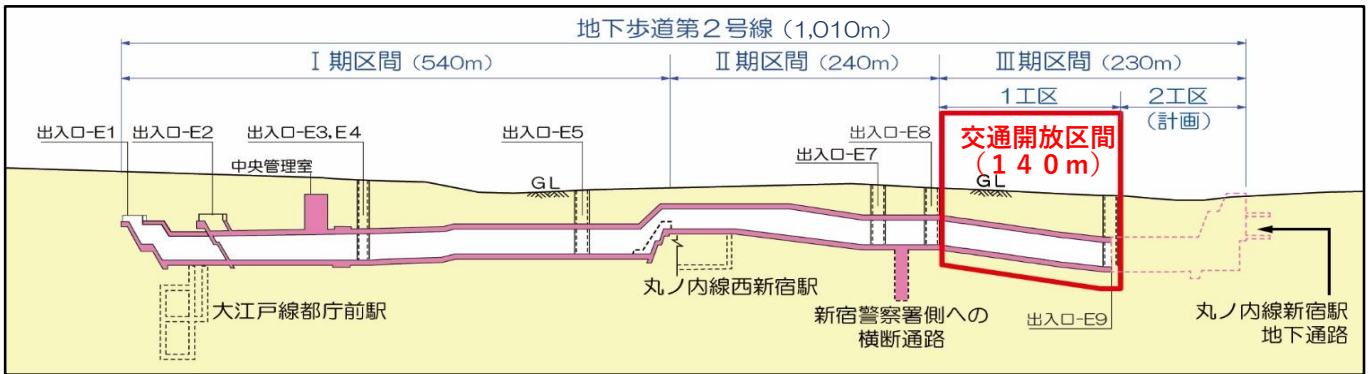 地下歩道第２号線（1,010m）
Ⅰ期区間（540m）
Ⅱ期区間（240m）
Ⅲ期区間（230m）
１工区
２工区
（計画）
出入口-E1
出入口-E2
出入口-E3,E4
出入口-E5
出入口-E8
交通開放区間
（１４０ｍ）
中央管理室
出入口-E7
GL
GL
大江戸線都庁前駅
丸ノ内線西新宿駅
新宿警察署側への
横断通路
出入口-E9
丸ノ内線新宿駅
地下通路